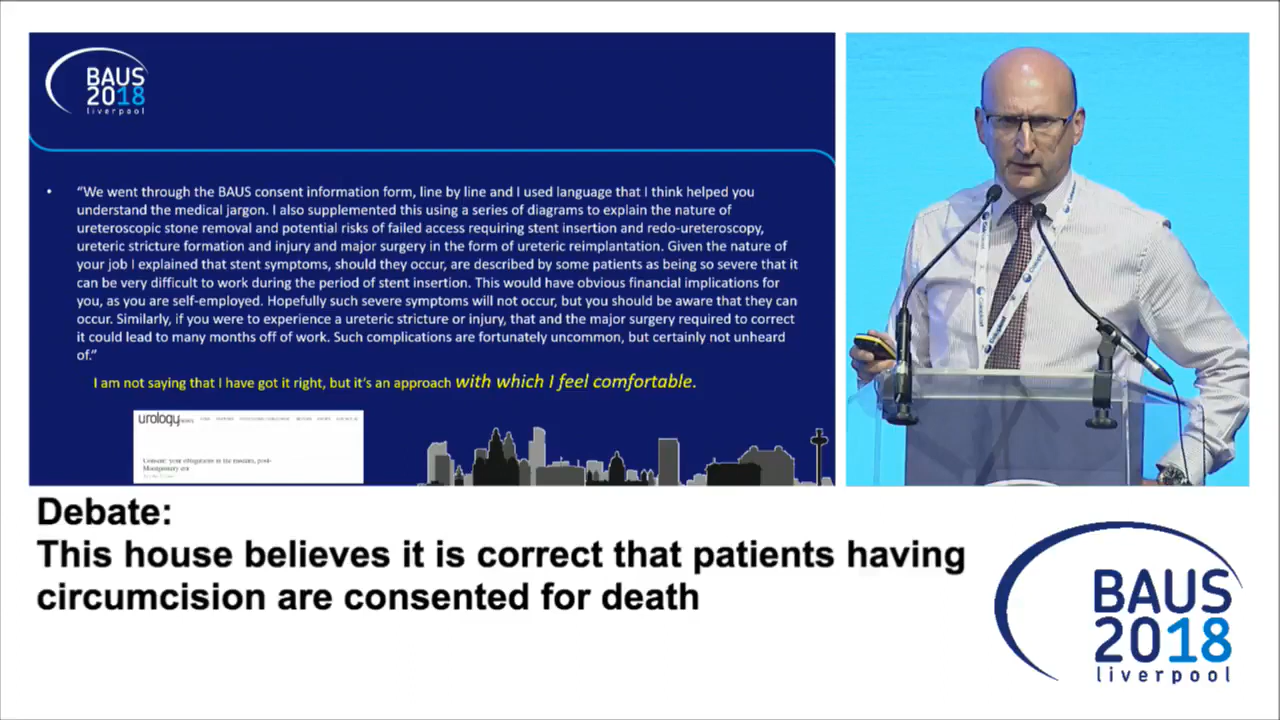 BAUS
2018
liverpool
• “We went through the BAUS consent information form, line by line and I used language that I think helped you
understand the medical jargon. I also supplemented this using a series of diagrams to explain the nature of
ureteroscopic stone removal and potential risks of failed access requiring stent insertion and redo-ureteroscopy,
ureteric stricture formation and injury and major surgery in the form of ureteric reimplantation. Given the nature of
your job I explained that stent symptoms, should they occur, are described by some patients as being so severe that it
can be very difficult to work during the period of stent insertion. This would have obvious financial implications for
you, as you are self-employed. Hopefully such severe symptoms will not occur, but you should be aware that they can
occur. Similarly, if you were to experience a ureteric stricture or injury, that and the major surgery required to correct
it could lead to many months off of work. Such complications are fortunately uncommon, but certainly not unheard
of.”
I am not saying that I have got it right, but it’s an approach with which I feel comfortable.
urology
Consent: your obligations in the modern, post-
Montgomery era
Debate:
This house believes it is correct that patients having
circumcision are consented for death
BAUS
2018
liverpool